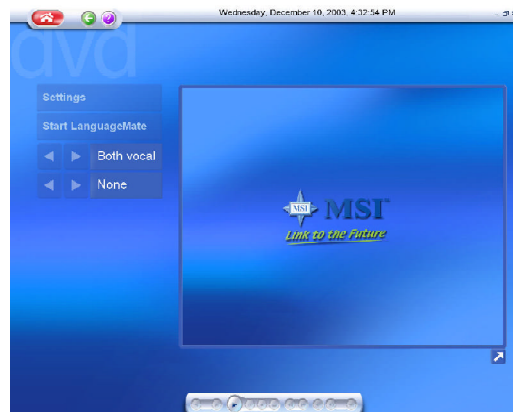 Wednesday, December 10, 2003, 4:32:54 PM
dvd
Settings
Start LanguageMate
Both vocal
None
MSI
MSI
Link to the Future